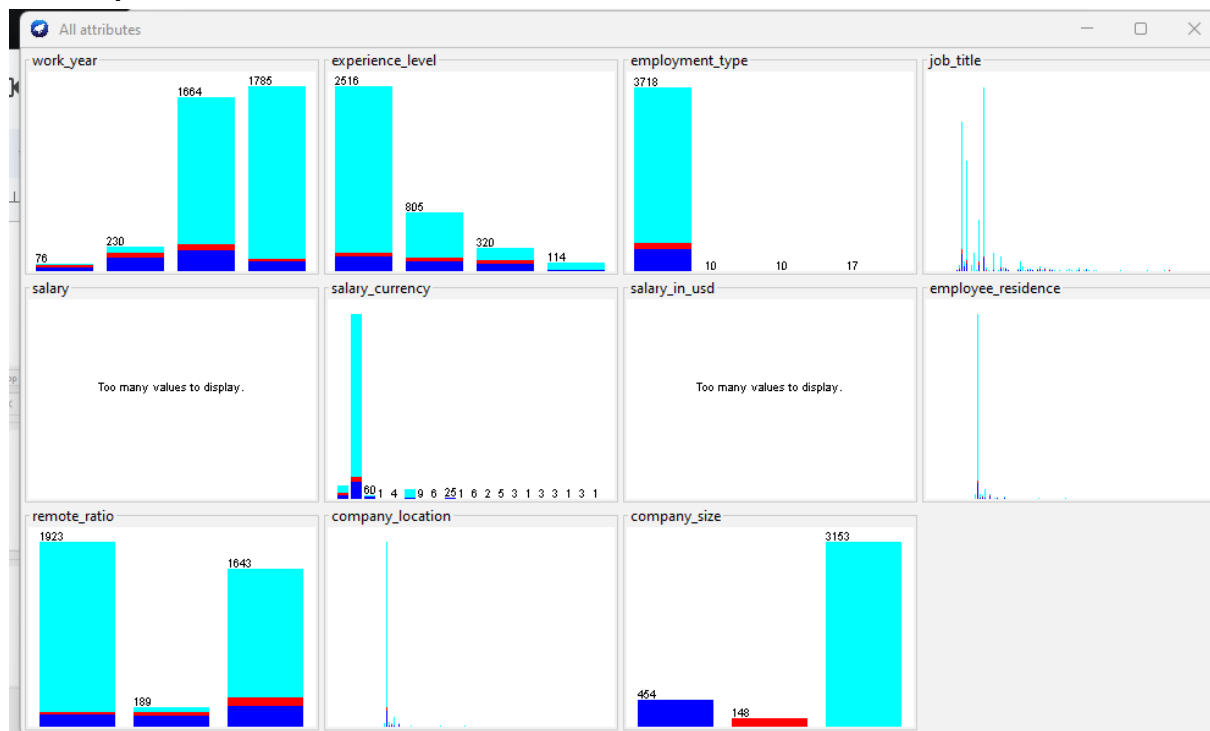 All attributes
work_year
76
230
1664
1785
experience_level
2516
805
320
114
employment_type
3718
10
10
17
job_title
salary
Too many values to display.
salary_currency
60 1 4 9 6 25 1 6 2 5 3 1 3 3 1 3 1
salary_in_usd
Too many values to display.
employee_residence
remote_ratio
1923
189
1643
company_location
company_size
454
148
3153